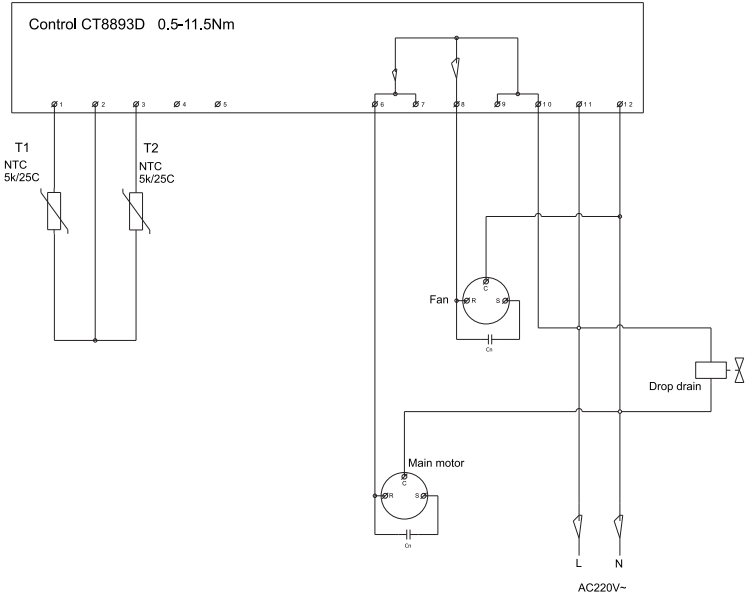 Control CT8893D 0.5-11.5Nm
1 2 3 4 5 6 7 8 9 10 11 12
T1
NTC
5k/25C
T2
NTC
5k/25C
C
Fan R S
Cn
Drop drain
Main motor
C
R S
Cn
L N
AC220V~